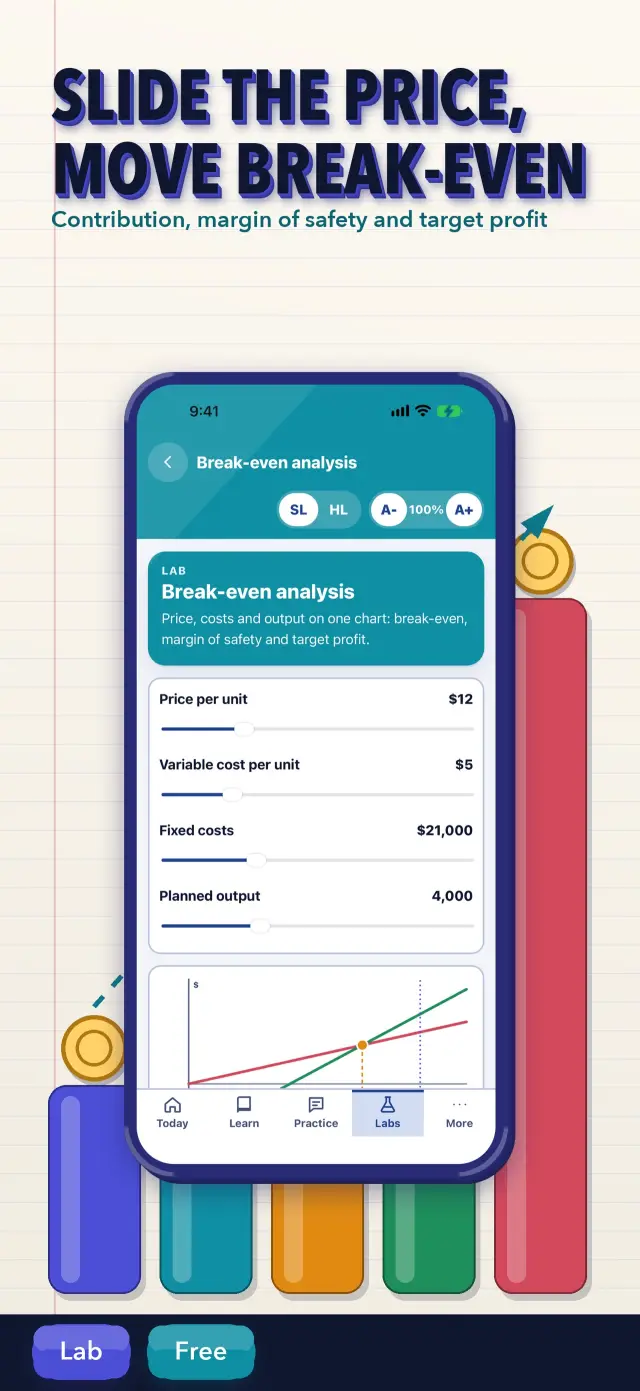 SLIDE THE PRICE,
MOVE BREAK-EVEN
Contribution, margin of safety and target profit
9:41
Break-even analysis
SL HL A- 100% A+
LAB
Break-even analysis
Price, costs and output on one chart: break-even,
margin of safety and target profit.
Price per unit $12
Variable cost per unit $5
Fixed costs $21,000
Planned output 4,000
$
Today Learn Practice Labs More
Lab Free